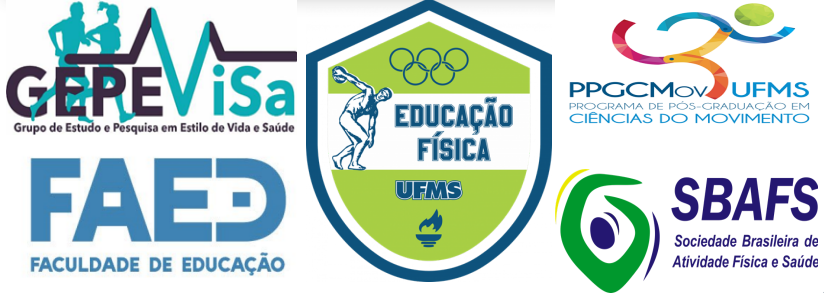 GEPEViSa
Grupo de Estudo e Pesquisa em Estilo de Vida e Saúde
FAED
FACULDADE DE EDUCAÇÃO
EDUCAÇÃO
FÍSICA
UFMS
PPGCMov UFMS
PROGRAMA DE PÓS-GRADUAÇÃO EM
CIÊNCIAS DO MOVIMENTO
SBAFS
Sociedade Brasileira de
Atividade Física e Saúde